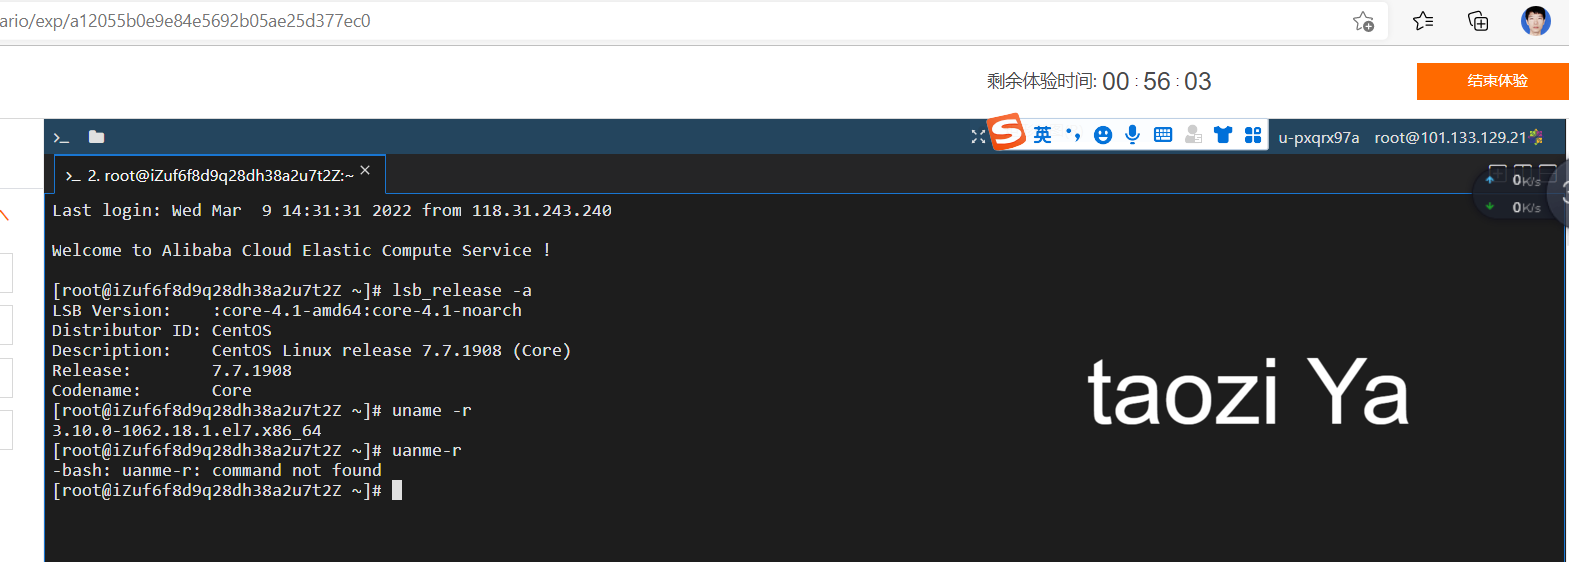 ario/exp/a12055b0e9e84e5692b05ae25d377ec0
剩余体验时间: 00 : 56 : 03
结束体验
英
u-pxqrx97a root@101.133.129.21
>_ 2. root@iZuf6f8d9q28dh38a2u7t2Z:~
0K/s
0K/s
Last login: Wed Mar  9 14:31:31 2022 from 118.31.243.240
Welcome to Alibaba Cloud Elastic Compute Service !
[root@iZuf6f8d9q28dh38a2u7t2Z ~]# lsb_release -a
LSB Version:    :core-4.1-amd64:core-4.1-noarch
Distributor ID: CentOS
Description:    CentOS Linux release 7.7.1908 (Core)
Release:        7.7.1908
Codename:       Core
[root@iZuf6f8d9q28dh38a2u7t2Z ~]# uname -r
3.10.0-1062.18.1.el7.x86_64
[root@iZuf6f8d9q28dh38a2u7t2Z ~]# uanme-r
-bash: uanme-r: command not found
[root@iZuf6f8d9q28dh38a2u7t2Z ~]#
taozi Ya